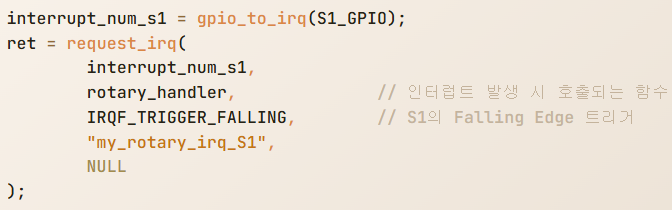 interrupt_num_s1 = gpio_to_irq(S1_GPIO);
ret = request_irq(
interrupt_num_s1,
rotary_handler, // 인터럽트 발생 시 호출되는 함수
IRQF_TRIGGER_FALLING, // S1의 Falling Edge 트리거
"my_rotary_irq_S1",
NULL
);